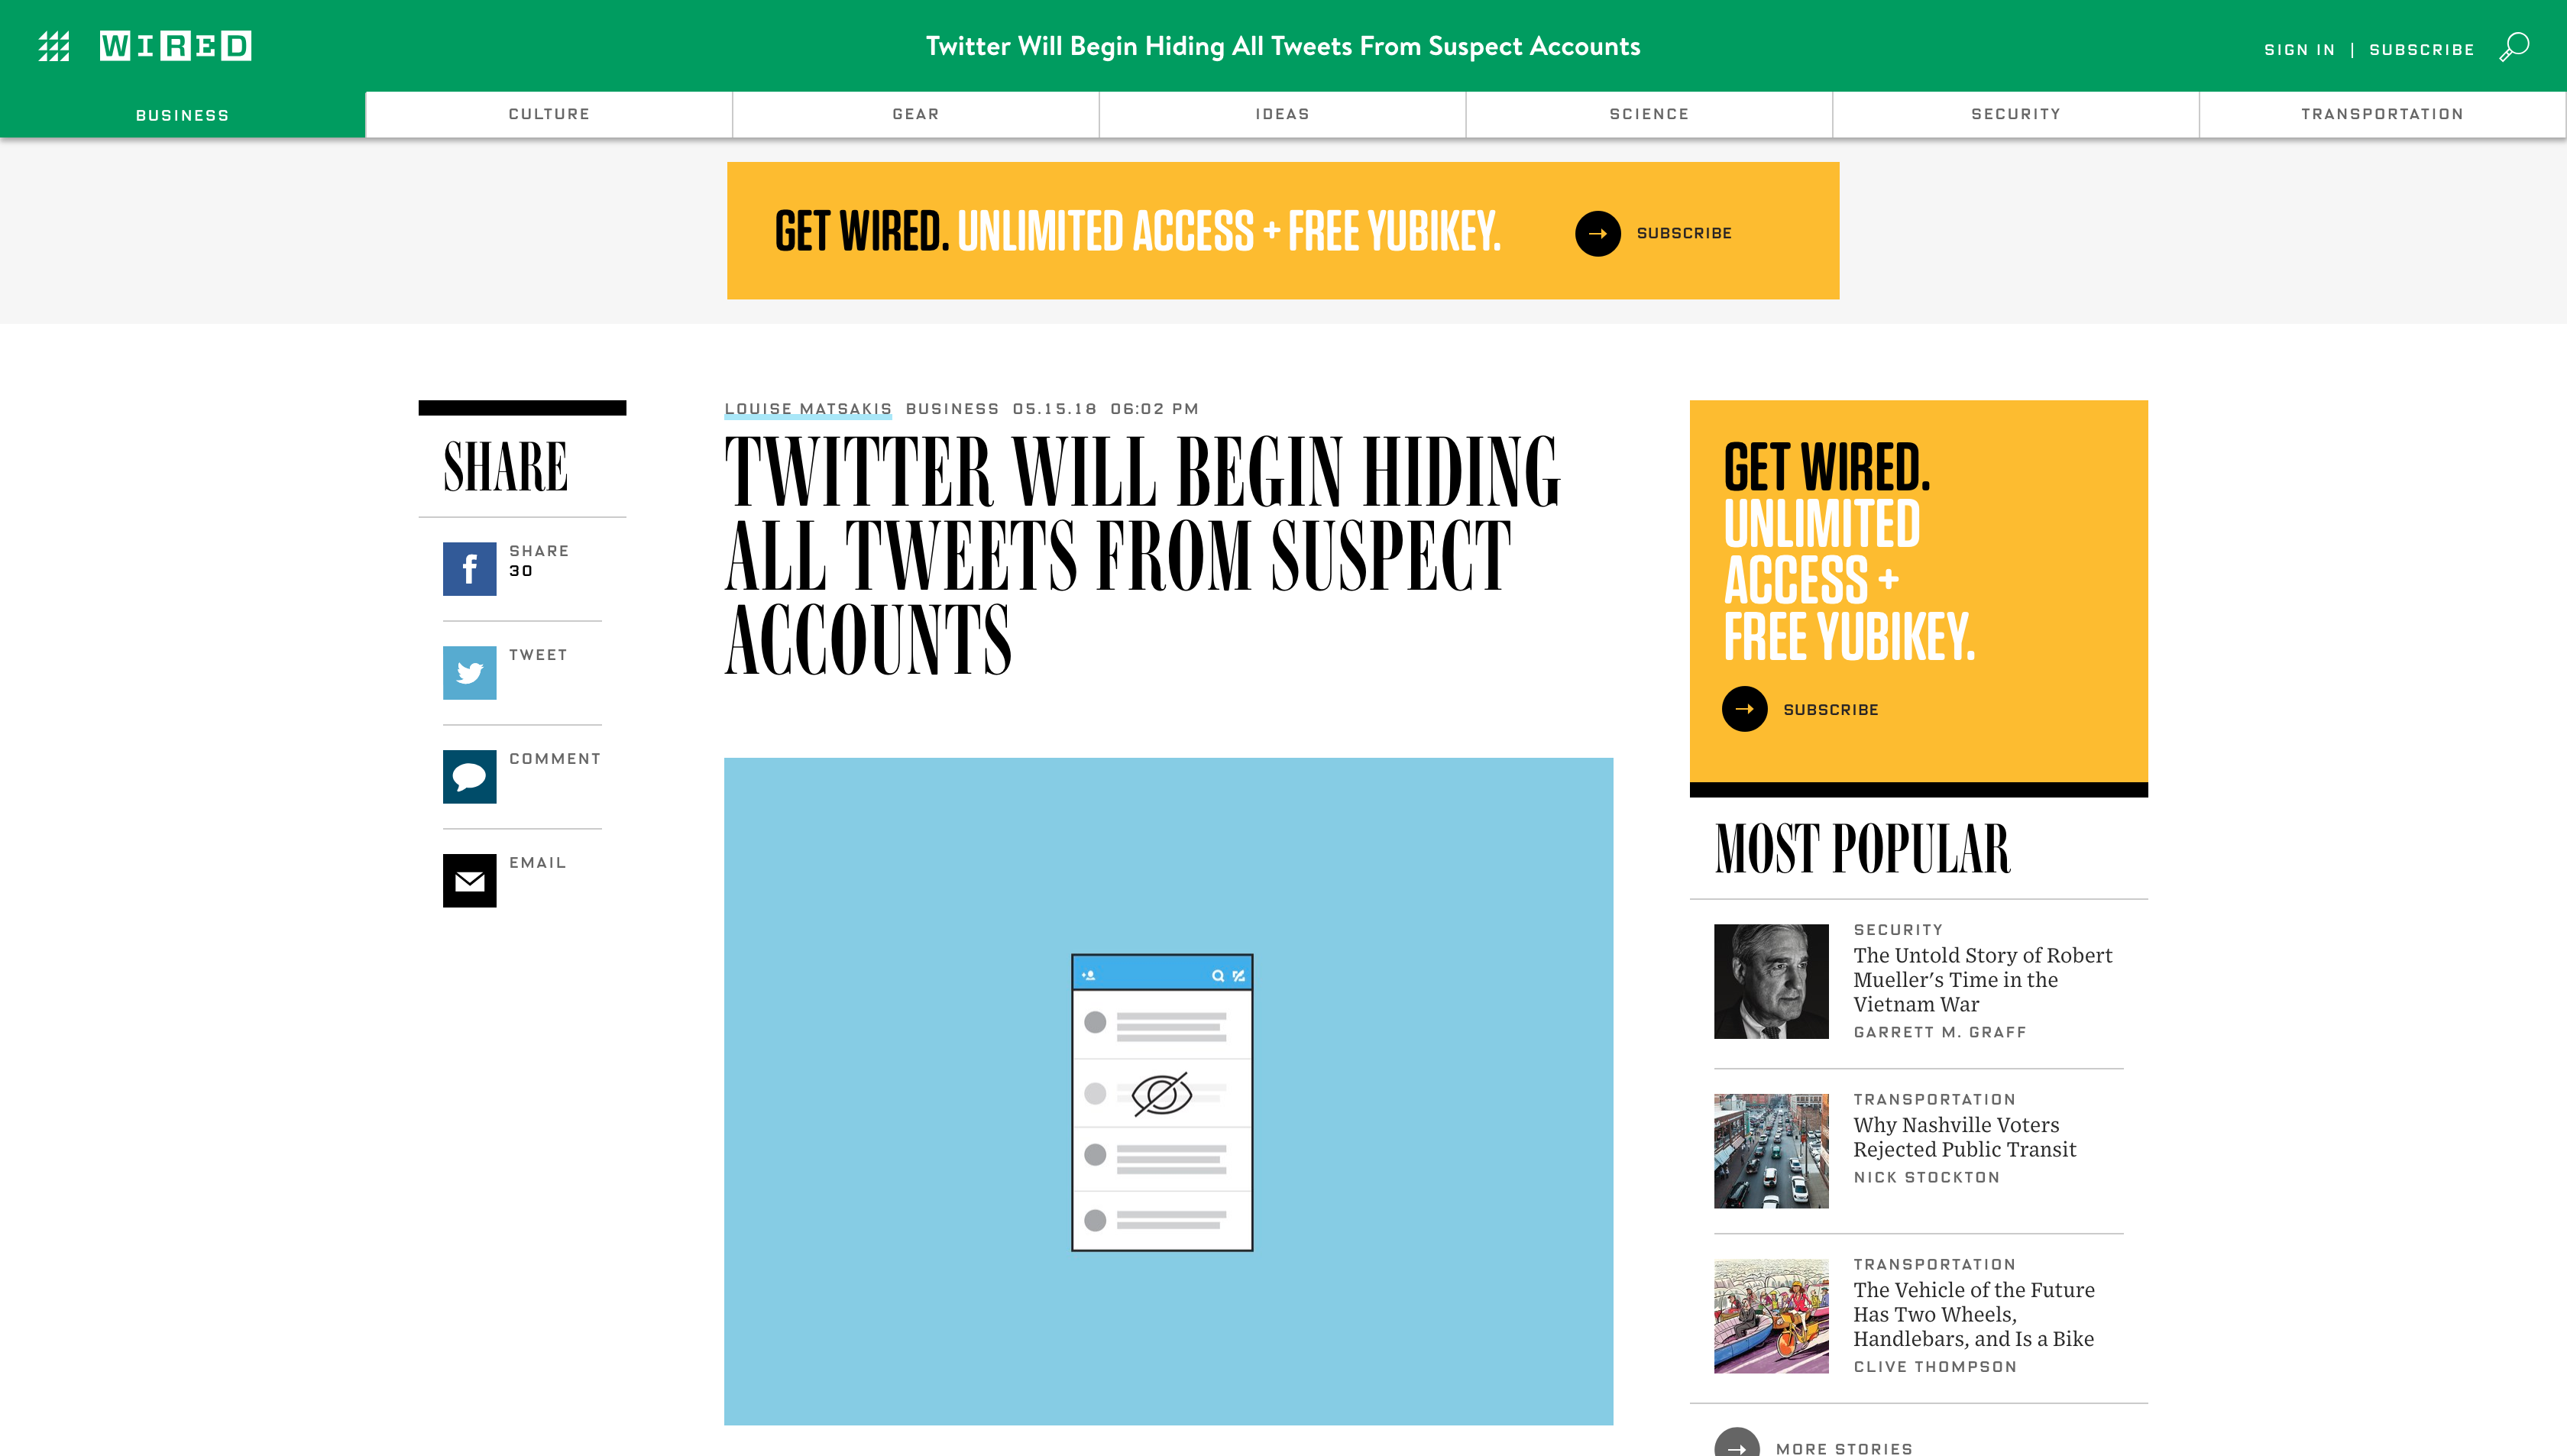 WIRED
Twitter Will Begin Hiding All Tweets From Suspect Accounts
SIGN IN | SUBSCRIBE
BUSINESS
CULTURE
GEAR
IDEAS
SCIENCE
SECURITY
TRANSPORTATION
GET WIRED. UNLIMITED ACCESS + FREE YUBIKEY.
SUBSCRIBE
SHARE
SHARE
30
TWEET
COMMENT
EMAIL
LOUISE MATSAKIS BUSINESS 05.15.18 06:02 PM
TWITTER WILL BEGIN HIDING
ALL TWEETS FROM SUSPECT
ACCOUNTS
GET WIRED.
UNLIMITED
ACCESS +
FREE YUBIKEY.
SUBSCRIBE
MOST POPULAR
SECURITY
The Untold Story of Robert
Mueller's Time in the
Vietnam War
GARRETT M. GRAFF
TRANSPORTATION
Why Nashville Voters
Rejected Public Transit
NICK STOCKTON
TRANSPORTATION
The Vehicle of the Future
Has Two Wheels,
Handlebars, and Is a Bike
CLIVE THOMPSON
MORE STORIES